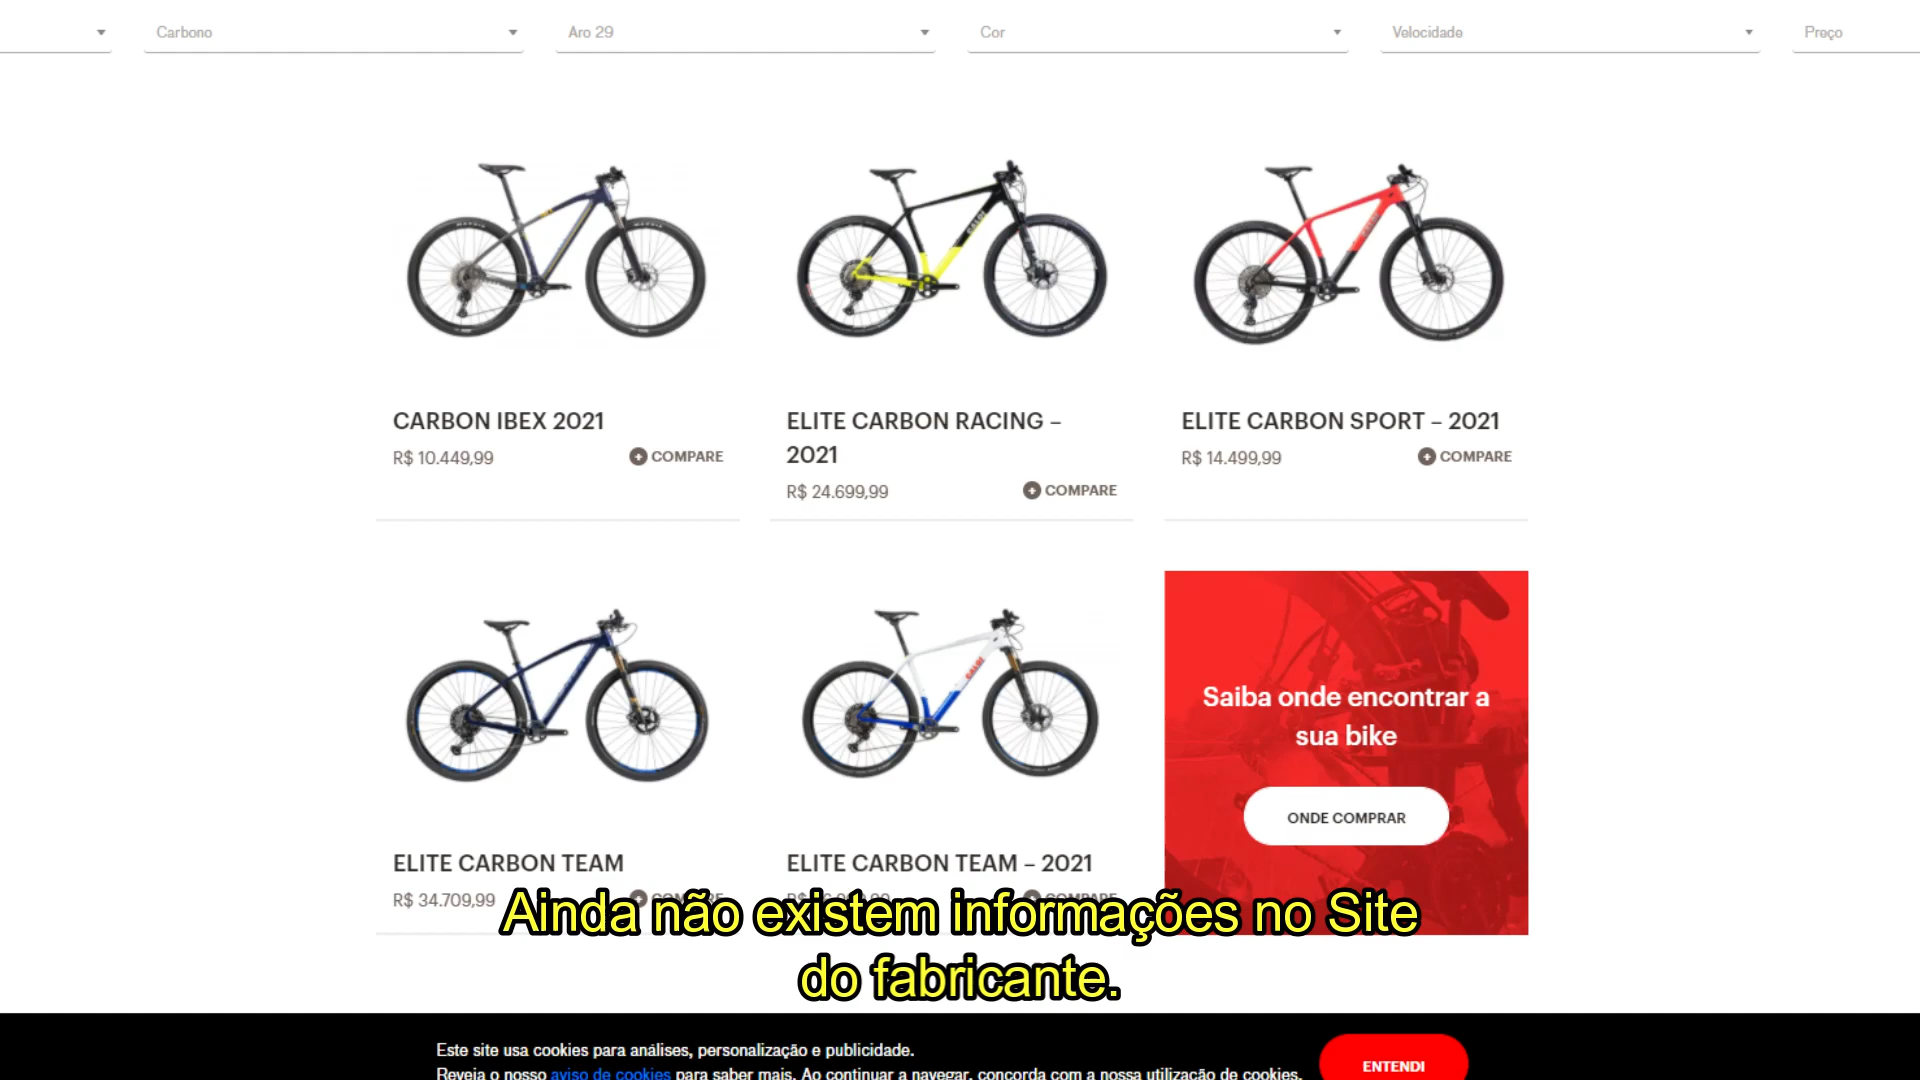 Carbono
Aro 29
Cor
Velocidade
Preço
CARBON IBEX 2021
R$ 10.449,99
COMPARE
ELITE CARBON RACING –
2021
R$ 24.699,99
COMPARE
ELITE CARBON SPORT – 2021
R$ 14.499,99
COMPARE
GALOI
Saiba onde encontrar a
sua bike
ONDE COMPRAR
ELITE CARBON TEAM
R$ 34.709,99
COMPARE
ELITE CARBON TEAM – 2021
R$
COMPARE
Ainda não existem informações no Site
do fabricante.
Este site usa cookies para análises, personalização e publicidade.
Reveja o nosso aviso de cookies para saber mais. Ao continuar a navegar, concorda com a nossa utilização de cookies.
ENTENDI